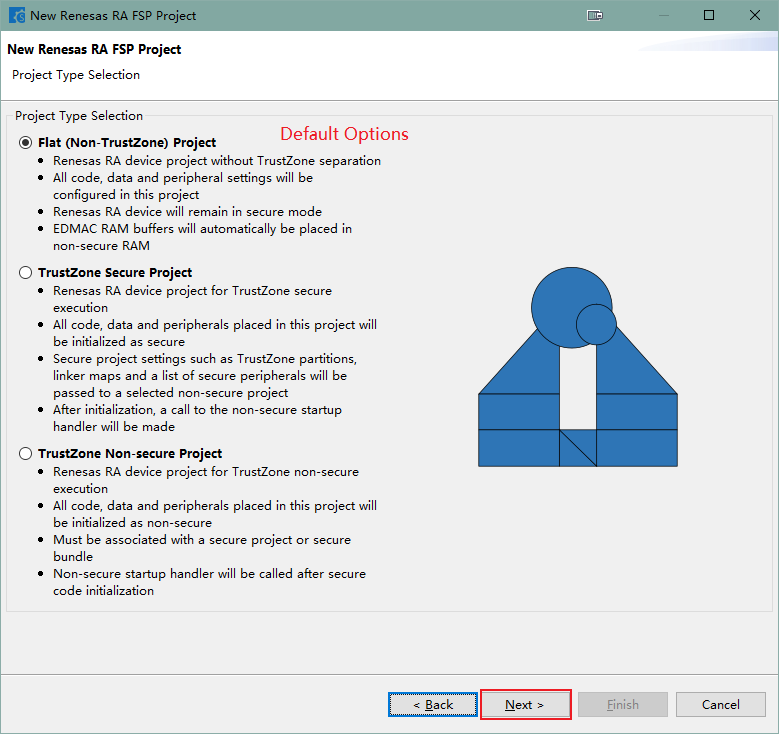 New Renesas RA FSP Project
New Renesas RA FSP Project
Project Type Selection
Project Type Selection
Default Options
Flat (Non-TrustZone) Project
Renesas RA device project without TrustZone separation
All code, data and peripheral settings will be
configured in this project
Renesas RA device will remain in secure mode
EDMAC RAM buffers will automatically be placed in
non-secure RAM
TrustZone Secure Project
Renesas RA device project for TrustZone secure
execution
All code, data and peripherals placed in this project will
be initialized as secure
Secure project settings such as TrustZone partitions,
linker maps and a list of secure peripherals will be
passed to a selected non-secure project
After initialization, a call to the non-secure startup
handler will be made
TrustZone Non-secure Project
Renesas RA device project for TrustZone non-secure
execution
All code, data and peripherals placed in this project will
be initialized as non-secure
Must be associated with a secure project or secure
bundle
Non-secure startup handler will be called after secure
code initialization
< Back
Next >
Finish
Cancel